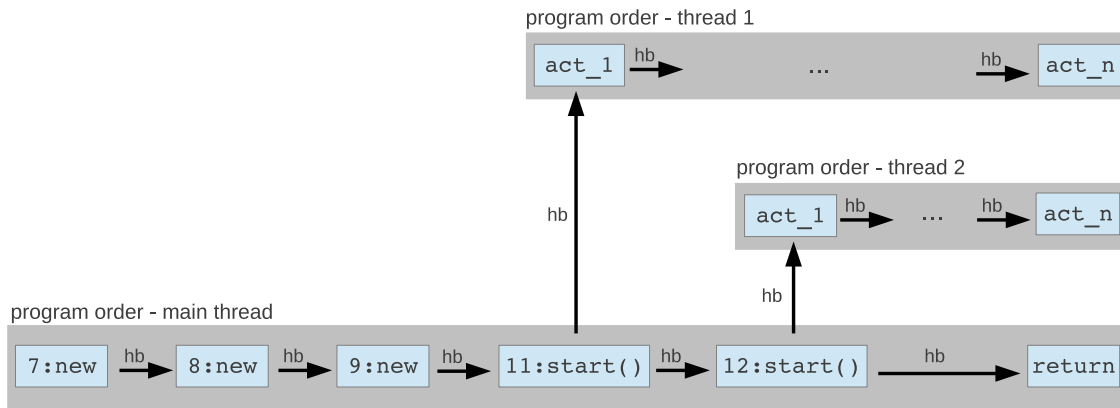 program order - thread 1
act_1 hb ... hb act_n
hb
program order - thread 2
act_1 hb ... hb act_n
hb
program order - main thread
7:new hb 8:new hb 9:new hb 11:start() hb 12:start() hb return